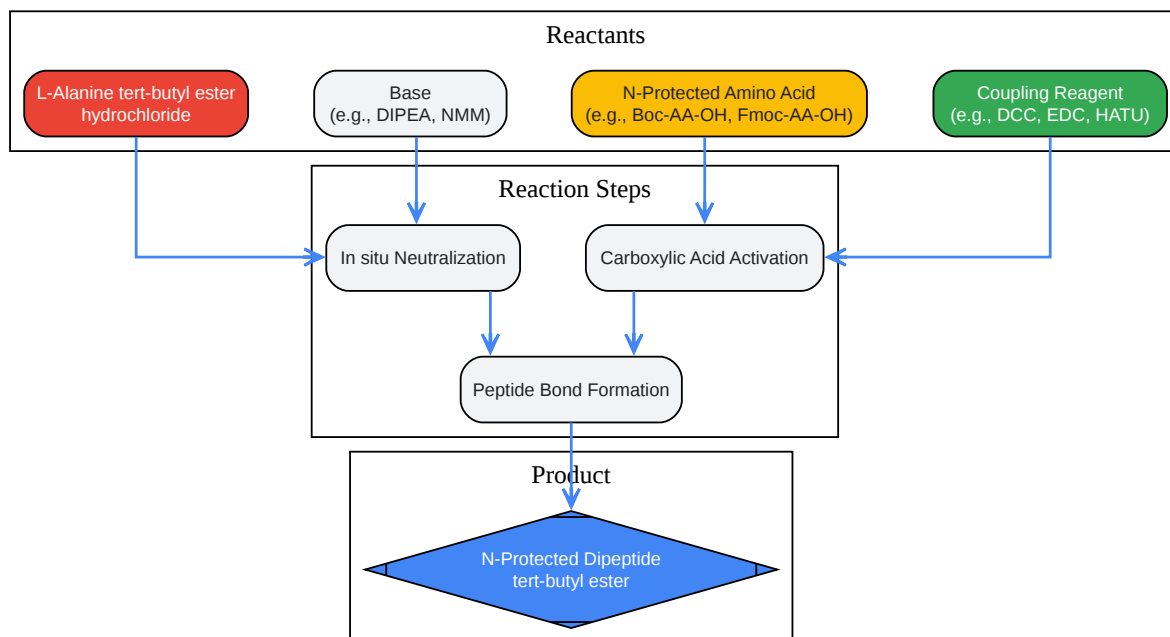 Reactants
L-Alanine tert-butyl ester
hydrochloride
Base
(e.g., DIPEA, NMM)
N-Protected Amino Acid
(e.g., Boc-AA-OH, Fmoc-AA-OH)
Coupling Reagent
(e.g., DCC, EDC, HATU)
Reaction Steps
In situ Neutralization
Carboxylic Acid Activation
Peptide Bond Formation
Product
N-Protected Dipeptide
tert-butyl ester